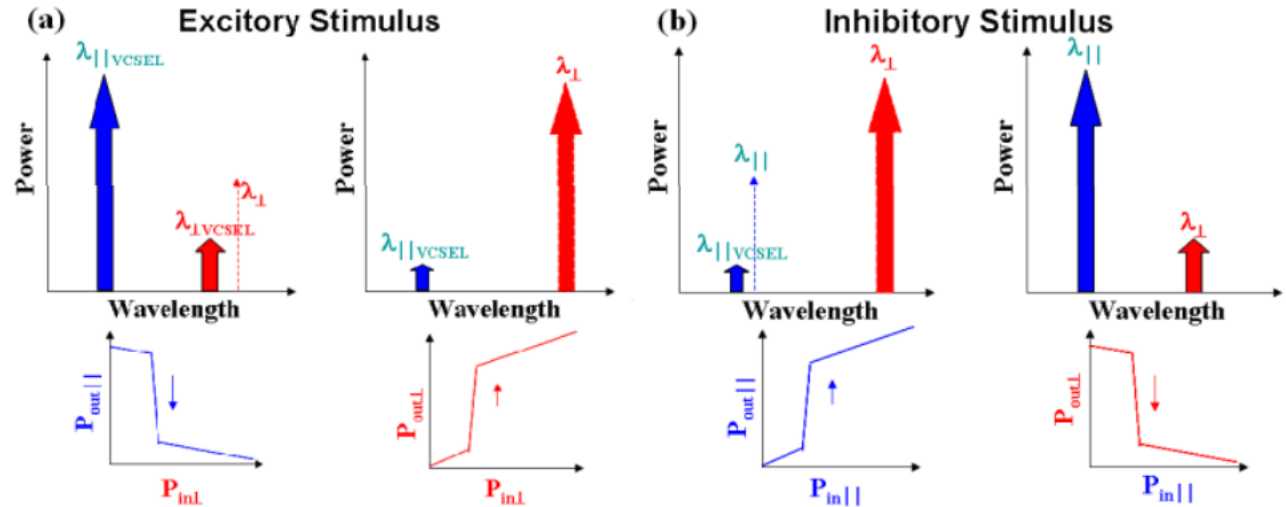 (a) Excitory Stimulus
(b) Inhibitory Stimulus
λ||VCSEL
λ⊥
λ⊥VCSEL
Power
Wavelength
λ⊥
λ||VCSEL
Power
Wavelength
λ⊥
λ||
λ||VCSEL
Power
Wavelength
λ||
λ⊥
Power
Wavelength
Pout||
Pin⊥
Pout⊥
Pin⊥
Pout||
Pin||
Pout⊥
Pin||